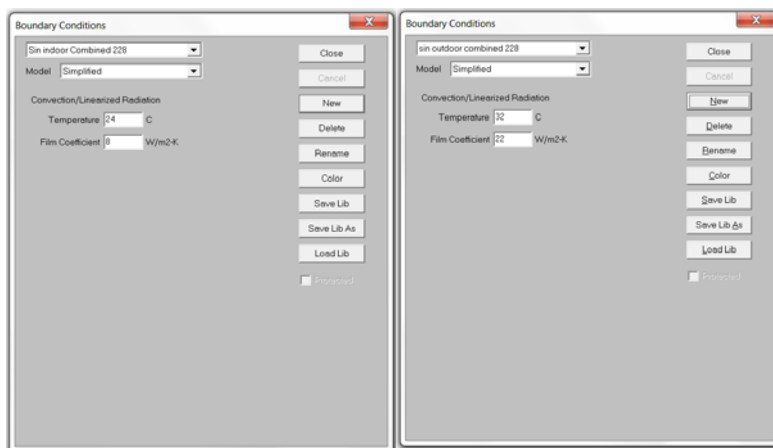 Boundary Conditions
Sin indoor Combined 228
Close
Model Simplified
Cancel
Convection/Linearized Radiation
New
Temperature 24 C
Delete
Film Coefficient 8 W/m2-K
Rename
Color
Save Lib
Save Lib As
Load Lib
Protected
Boundary Conditions
sin outdoor combined 228
Close
Model Simplified
Cancel
Convection/Linearized Radiation
New
Temperature 32 C
Delete
Film Coefficient 22 W/m2-K
Rename
Color
Save Lib
Save Lib As
Load Lib
Protected